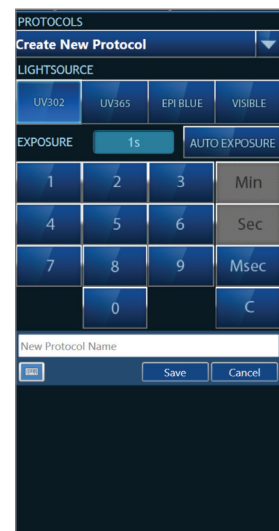 PROTOCOLS
Create New Protocol
LIGHTSOURCE
UV302 UV365 EPI BLUE VISIBLE
EXPOSURE 1s AUTO EXPOSURE
1 2 3 Min
4 5 6 Sec
7 8 9 Msec
0 C
New Protocol Name
Save Cancel